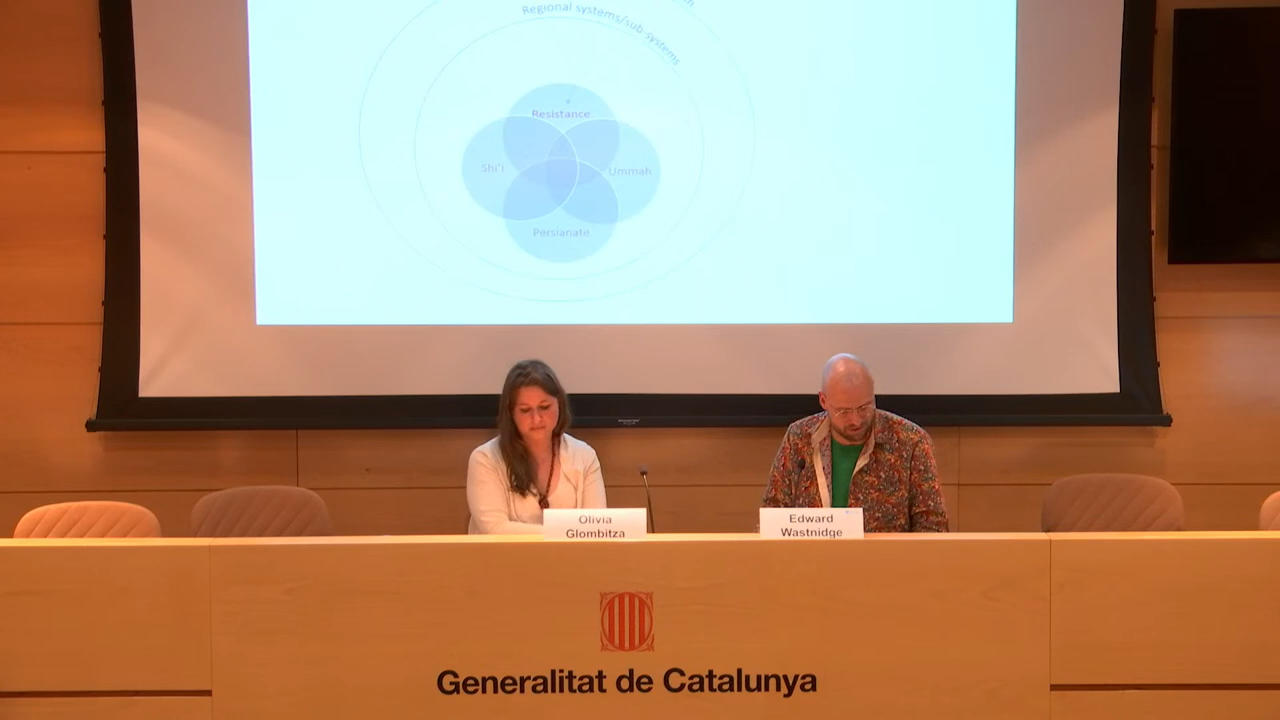 Regional systems/sub-systems
Resistance
Shi'i
Ummah
Persianate
Olivia
Glombitza
Edward
Wastnidge
Generalitat de Catalunya